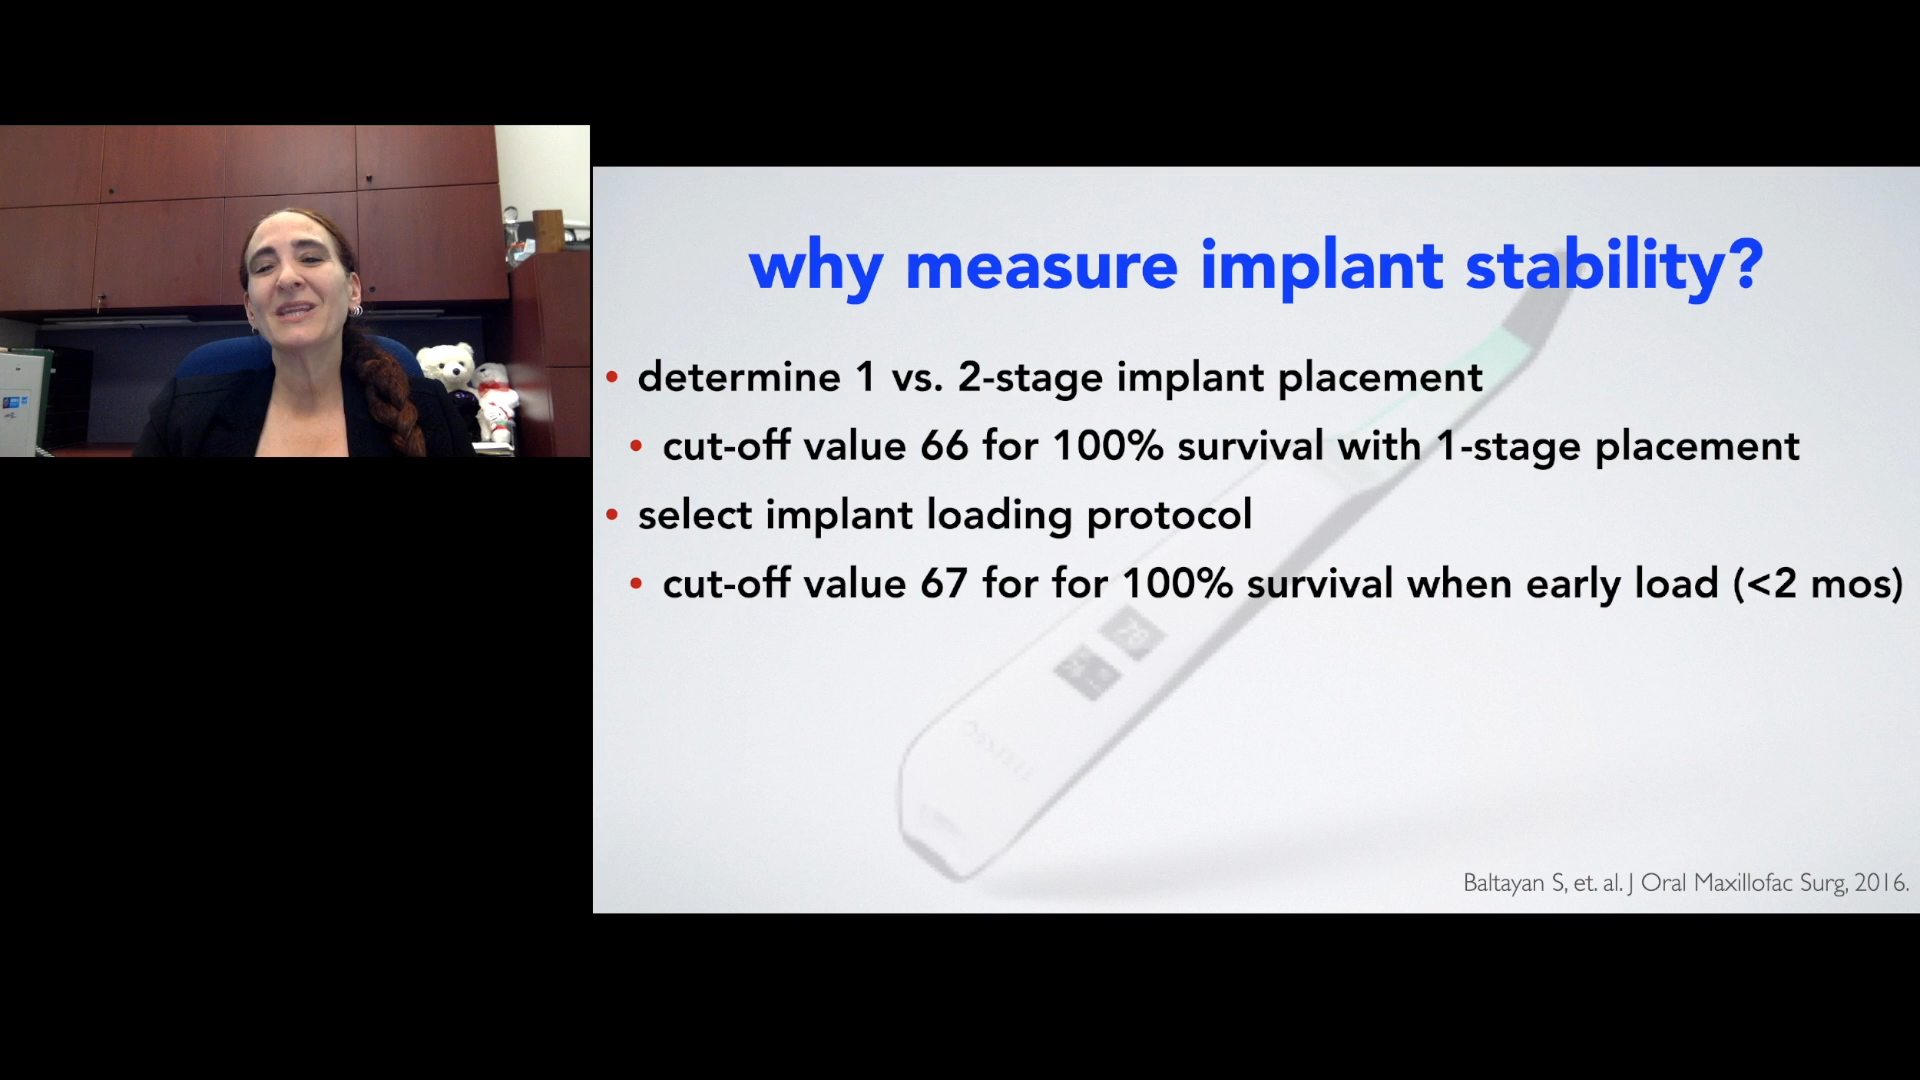 why measure implant stability?
• determine 1 vs. 2-stage implant placement
• cut-off value 66 for 100% survival with 1-stage placement
• select implant loading protocol
• cut-off value 67 for for 100% survival when early load (<2 mos)
Baltayan S, et. al. J Oral Maxillofac Surg, 2016.